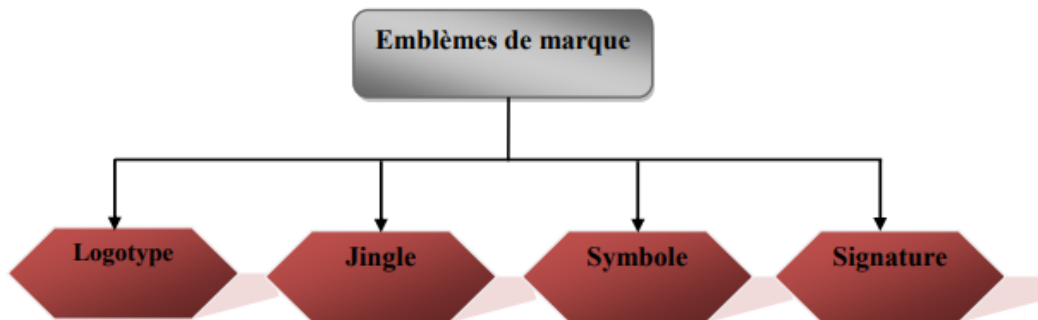 Emblèmes de marque
Logotype
Jingle
Symbole
Signature